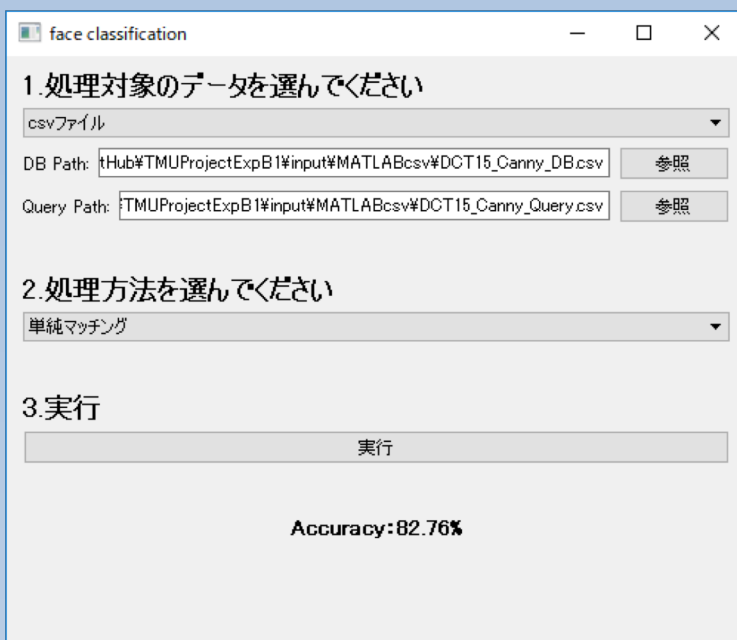 face classification
1.処理対象のデータを選んでください
csvファイル
DB Path: tHub¥TMUProjectExpB1¥input¥MATLABcsv¥DCT15_Canny_DB.csv 参照
Query Path: TMUProjectExpB1¥input¥MATLABcsv¥DCT15_Canny_Query.csv 参照
2.処理方法を選んでください
単純マッチング
3.実行
実行
Accuracy:82.76%